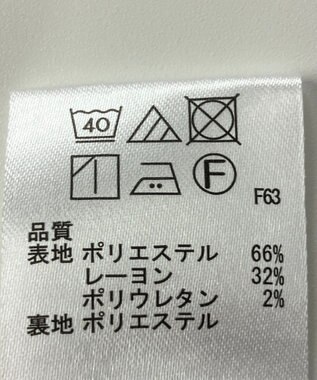 40
F
F63
品質
表地 ポリエステル 66%
レーヨン 32%
ポリウレタン 2%
裏地 ポリエステル